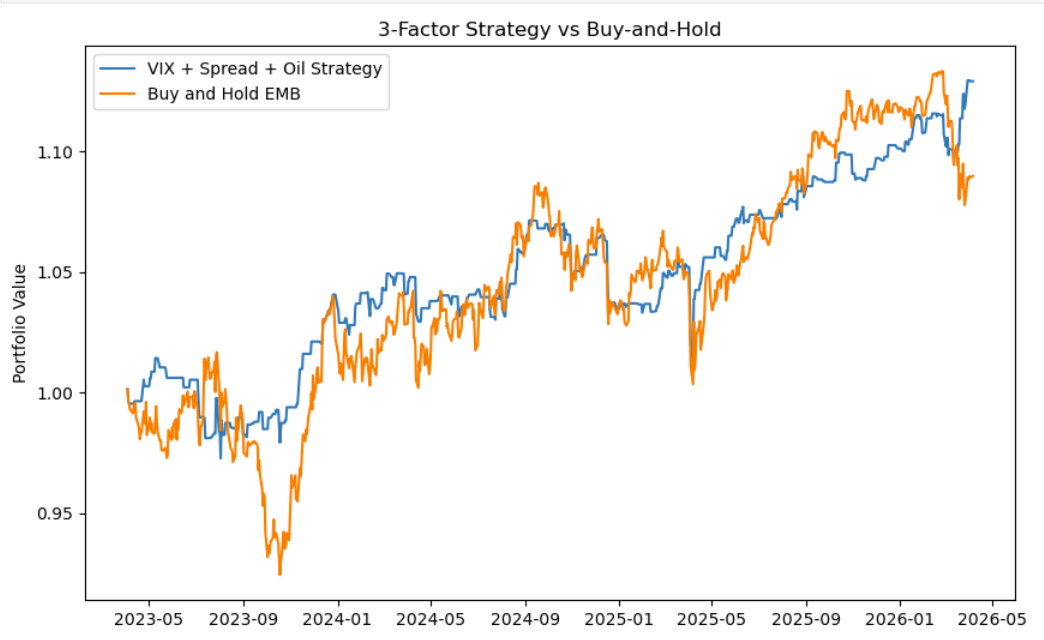 3-Factor Strategy vs Buy-and-Hold
VIX + Spread + Oil Strategy
Buy and Hold EMB
Portfolio Value
1.10
1.05
1.00
0.95
2023-05 2023-09 2024-01 2024-05 2024-09 2025-01 2025-05 2025-09 2026-01 2026-05